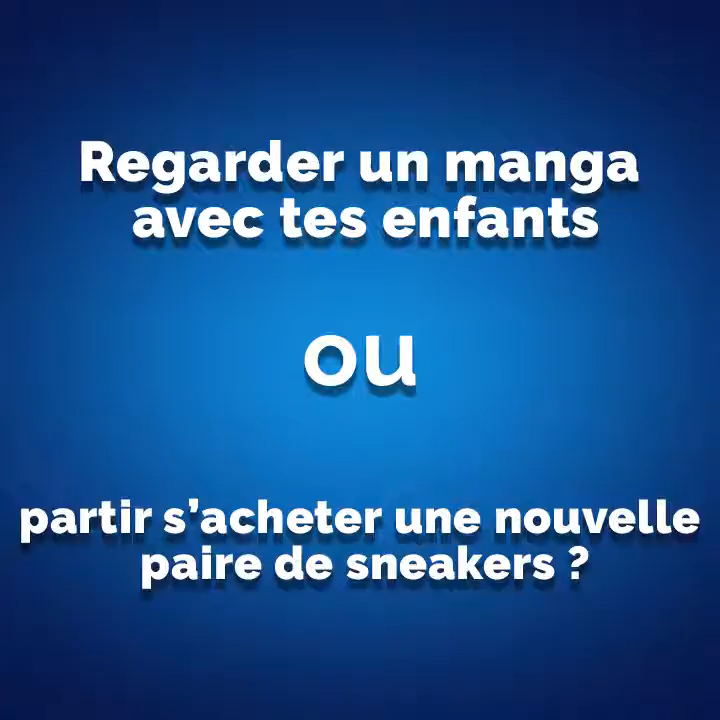 Regarder un manga
avec tes enfants
ou
partir s’acheter une nouvelle
paire de sneakers ?